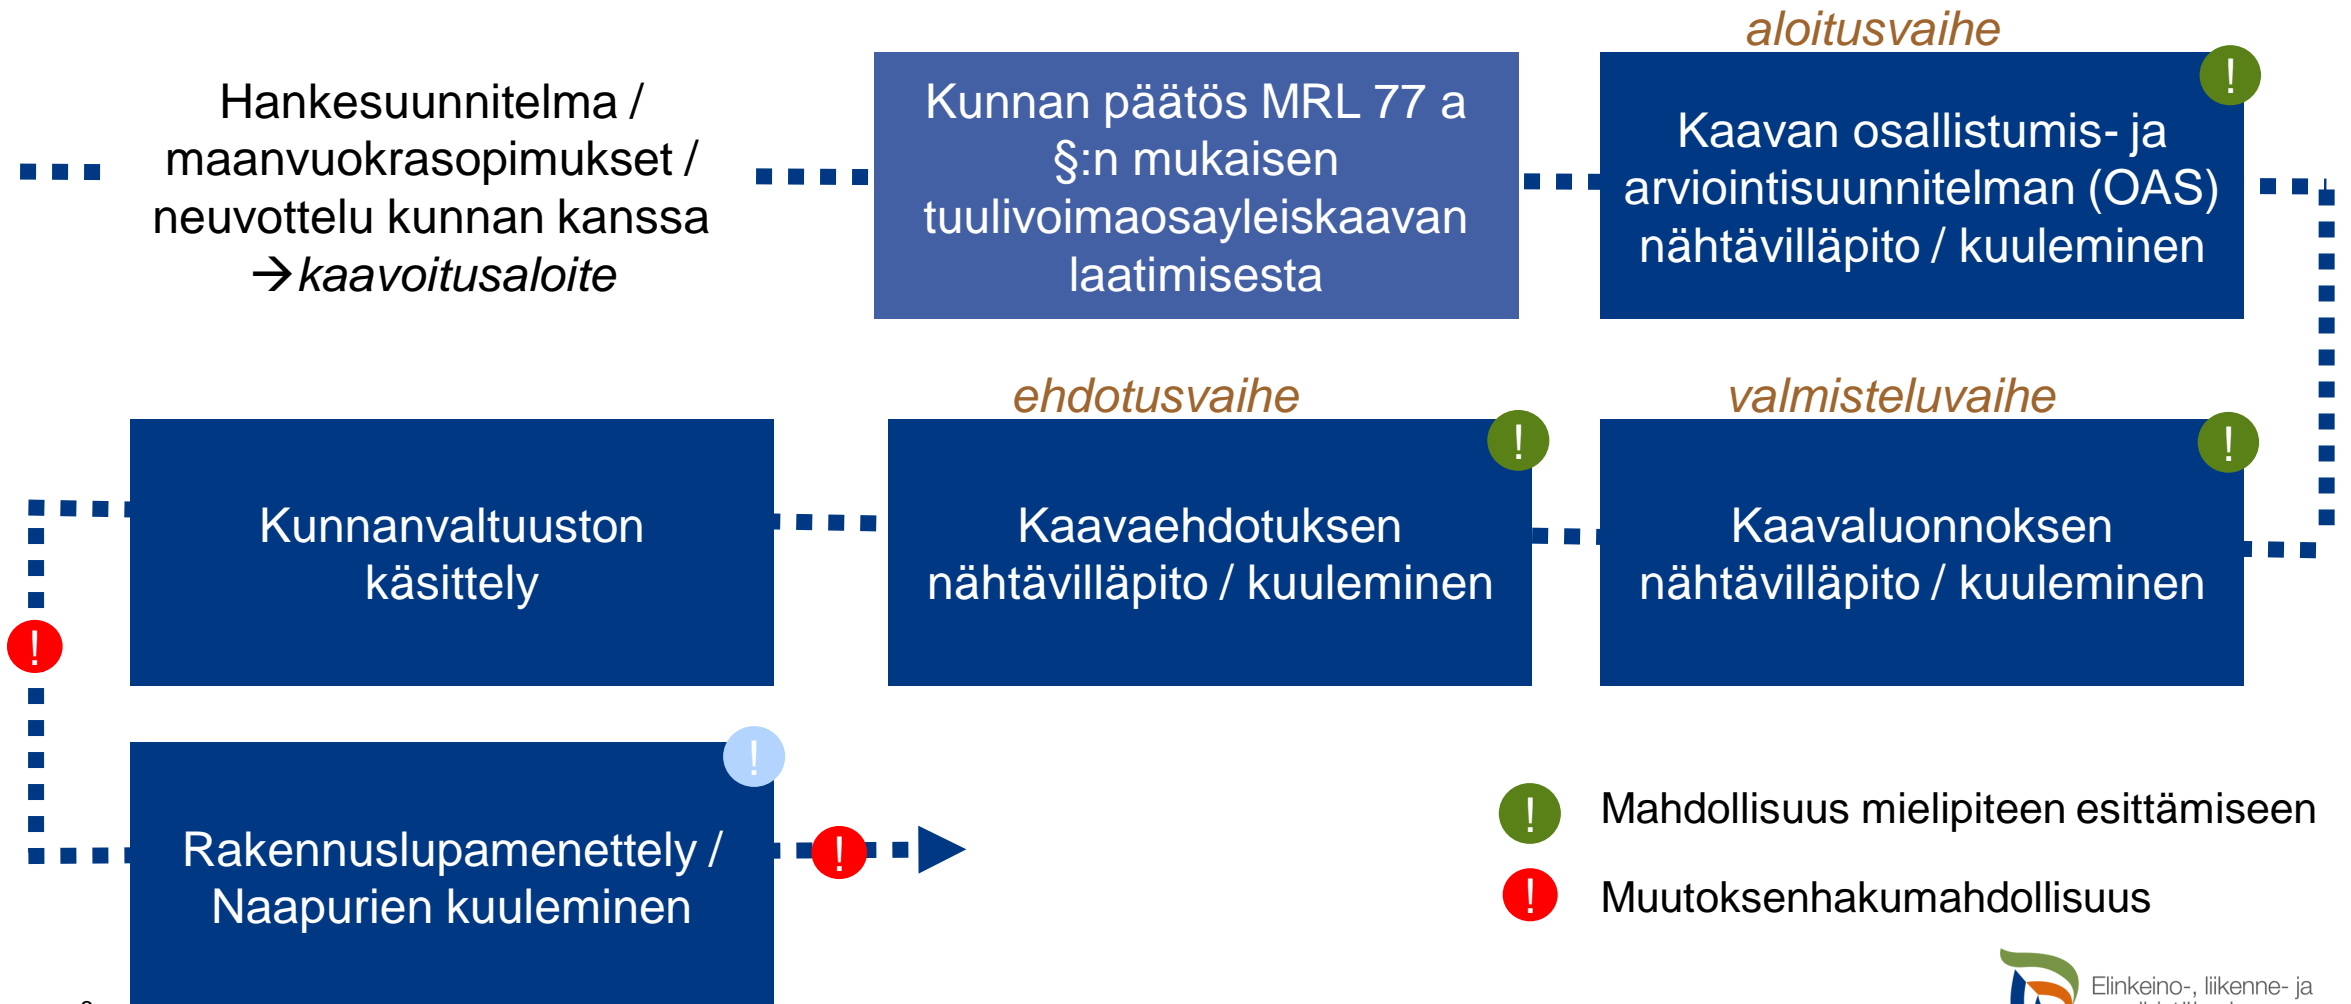 aloitusvaihe
Hankesuunnitelma /
maanvuokrasopimukset /
neuvottelu kunnan kanssa
→kaavoitusaloite
Kunnan päätös MRL 77 a
§:n mukaisen
tuulivoimaosayleiskaavan
laatimisesta
!
Kaavan osallistumis- ja
arviointisuunnitelman (OAS)
nähtävilläpito / kuuleminen
ehdotusvaihe
valmisteluvaihe
Kunnanvaltuuston
käsittely
!
Kaavaehdotuksen
nähtävilläpito / kuuleminen
!
Kaavaluonnoksen
nähtävilläpito / kuuleminen
!
!
Rakennuslupamenettely /
Naapurien kuuleminen
!
! Mahdollisuus mielipiteen esittämiseen
! Muutoksenhakumahdollisuus
Elinkeino-, liikenne- ja